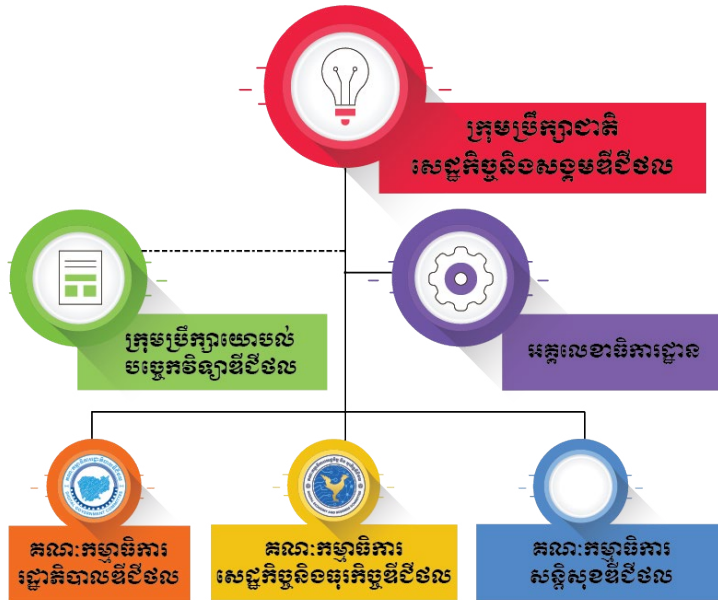 ក្រុមប្រឹក្សាជាតិ
សេដ្ឋកិច្ចនិងសង្គមឌីជីថល
ក្រុមប្រឹក្សាយោបល់
បច្ចេកវិទ្យាឌីជីថល
អគ្គលេខាធិការដ្ឋាន
គណៈកម្មាធិការ
រដ្ឋាភិបាលឌីជីថល
គណៈកម្មាធិការ
សេដ្ឋកិច្ចនិងធុរកិច្ចឌីជីថល
គណៈកម្មាធិការ
សន្តិសុខឌីជីថល